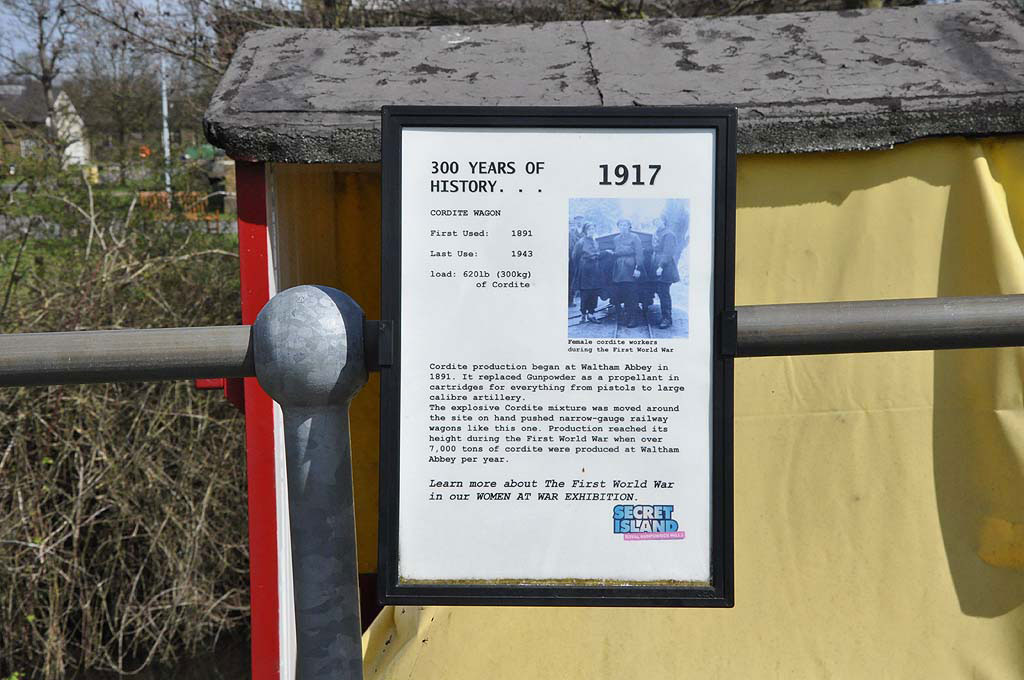 300 YEARS OF
HISTORY. . .
1917
CORDITE WAGON
First Used: 1891
Last Use: 1943
load: 620lb (300kg)
of Cordite
Female cordite workers
during the First World War
Cordite production began at Waltham Abbey in
1891. It replaced Gunpowder as a propellant in
cartridges for everything from pistols to large
calibre artillery.
The explosive Cordite mixture was moved around
the site on hand pushed narrow-gauge railway
wagons like this one. Production reached its
height during the First World War when over
7,000 tons of cordite were produced at Waltham
Abbey per year.
Learn more about The First World War
in our WOMEN AT WAR EXHIBITION.
SECRET
ISLAND
ROYAL GUNPOWDER MILLS